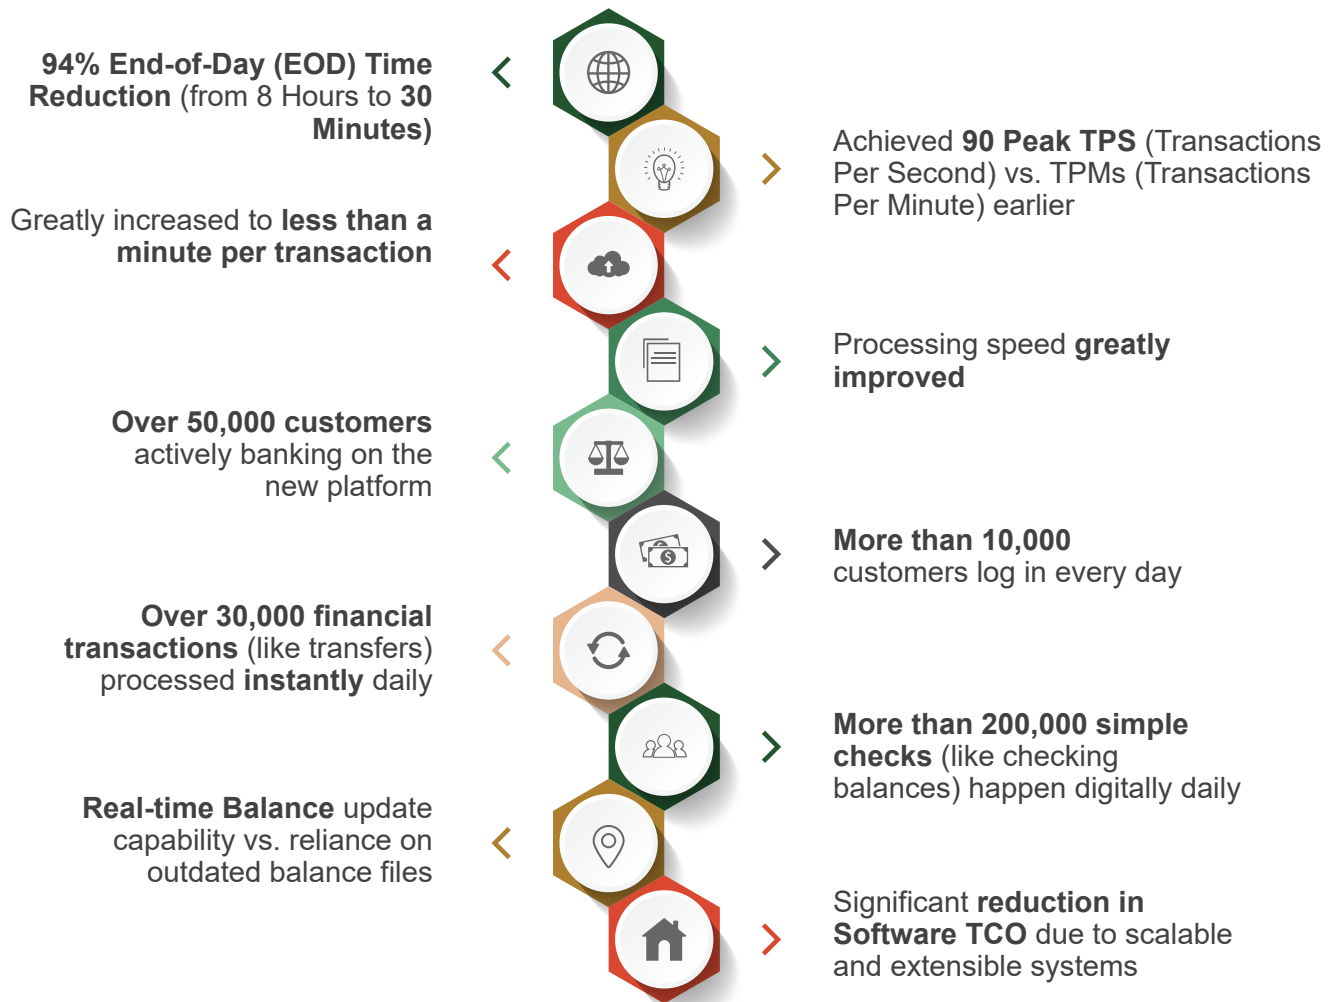 94% End-of-Day (EOD) Time
Reduction (from 8 Hours to 30
Minutes)
Achieved 90 Peak TPS (Transactions
Per Second) vs. TPMs (Transactions
Per Minute) earlier
Greatly increased to less than a
minute per transaction
Processing speed greatly
improved
Over 50,000 customers
actively banking on the
new platform
More than 10,000
customers log in every day
Over 30,000 financial
transactions (like transfers)
processed instantly daily
More than 200,000 simple
checks (like checking
balances) happen digitally daily
Real-time Balance update
capability vs. reliance on
outdated balance files
Significant reduction in
Software TCO due to scalable
and extensible systems